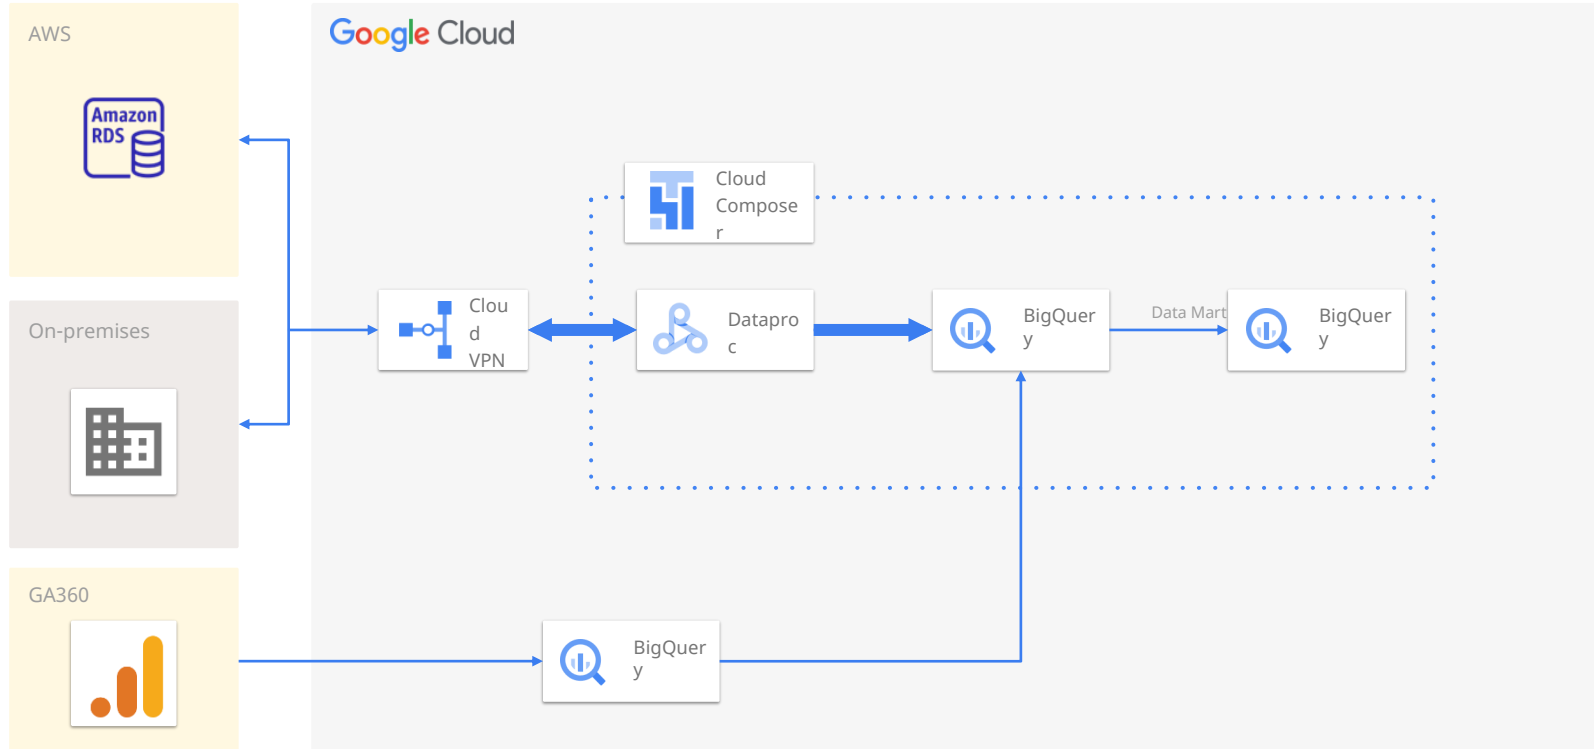 AWS
Google Cloud
Amazon
RDS
Cloud
Compose
r
On-premises
Clou
d
VPN
Datapro
c
BigQuer
y
Data Mart
BigQuer
y
GA360
BigQuer
y